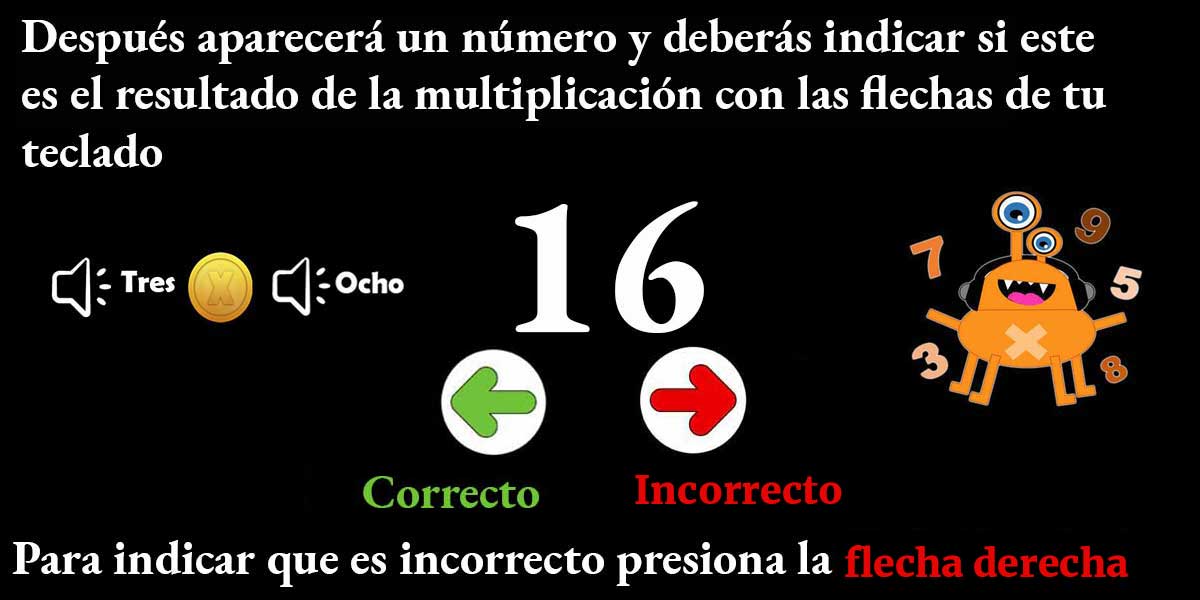 Después aparecerá un número y deberás indicar si este
es el resultado de la multiplicación con las flechas de tu
teclado
Tres X Ocho
16
7
9
5
3
8
Correcto
Incorrecto
Para indicar que es incorrecto presiona la flecha derecha